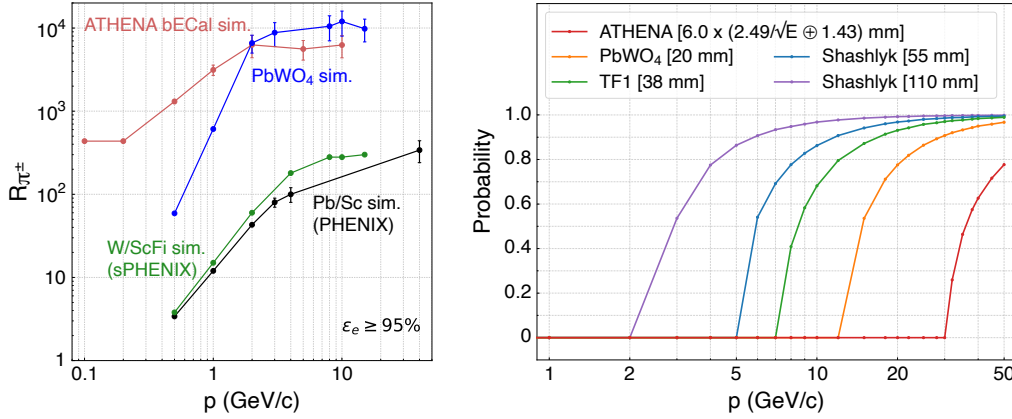 10⁴
10³
10²
10
1
R_π±
ATHENA bECal sim.
PbWO₄ sim.
Pb/Sc sim.
(PHENIX)
W/ScFi sim.
(sPHENIX)
ε_e ≥ 95%
0.1
1
10
p (GeV/c)
ATHENA [6.0 x (2.49/√E ⊕ 1.43) mm]
PbWO₄ [20 mm]
Shashlyk [55 mm]
TF1 [38 mm]
Shashlyk [110 mm]
Probability
1.0
0.8
0.6
0.4
0.2
0
1
2
5
10
20
50
p (GeV/c)